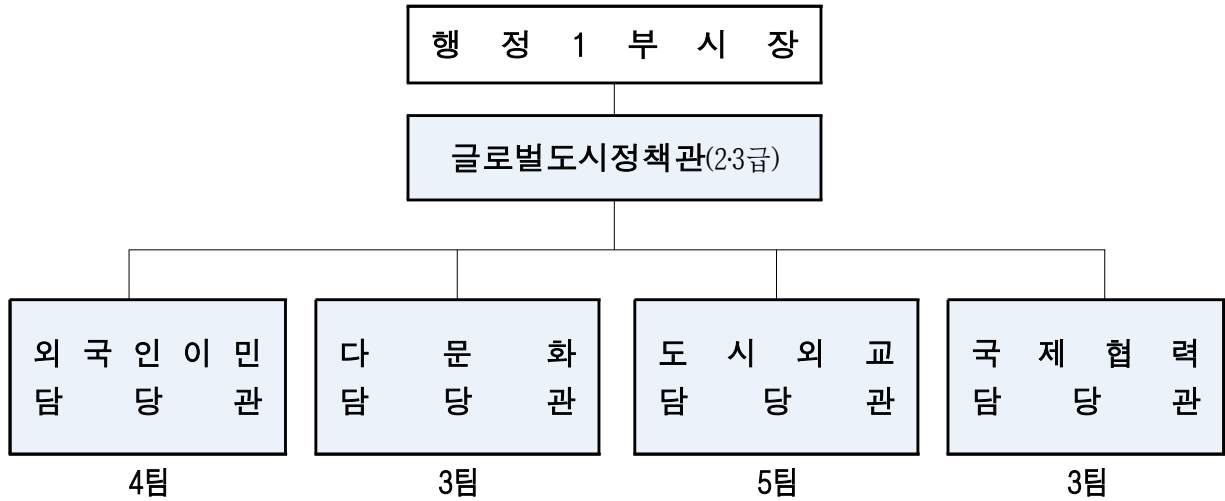 행 정 1 부 시 장
글로벌도시정책관(2·3급)
외 국 인 이 민
담 당 관
다 문 화
담 당 관
도 시 외 교
담 당 관
국 제 협 력
담 당 관
4팀
3팀
5팀
3팀